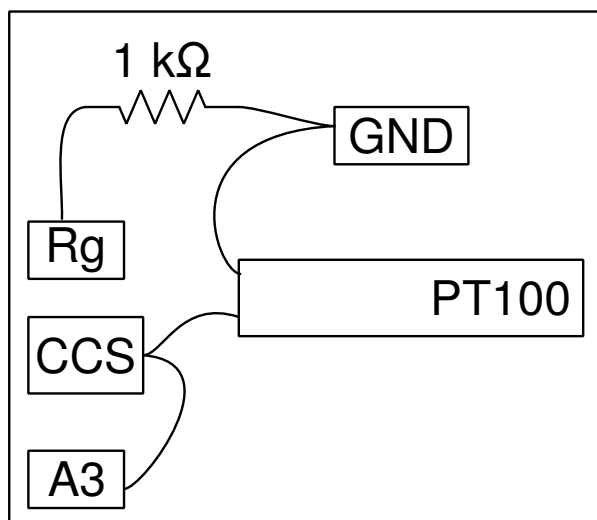 1 kΩ
GND
Rg
PT100
CCS
A3